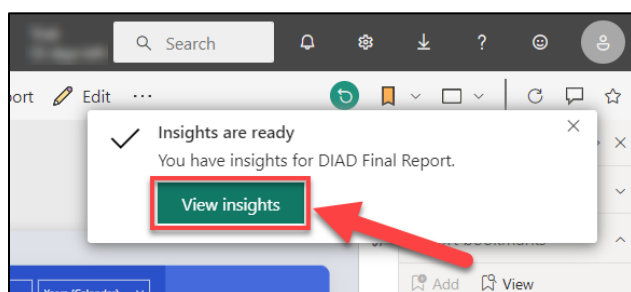 Search
ort Edit ...
Insights are ready
You have insights for DIAD Final Report.
View insights
Add View